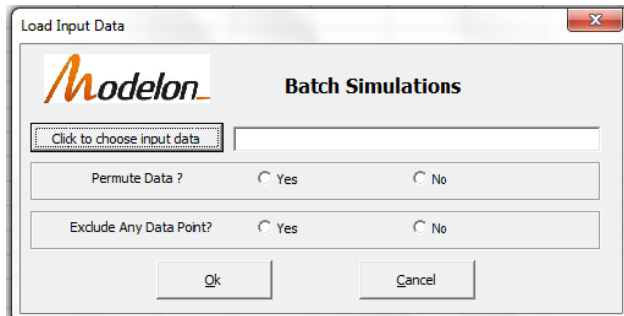 Load Input Data
x
Modelon
Batch Simulations
Click to choose input data
Permute Data ? Yes No
Exclude Any Data Point? Yes No
Ok Cancel